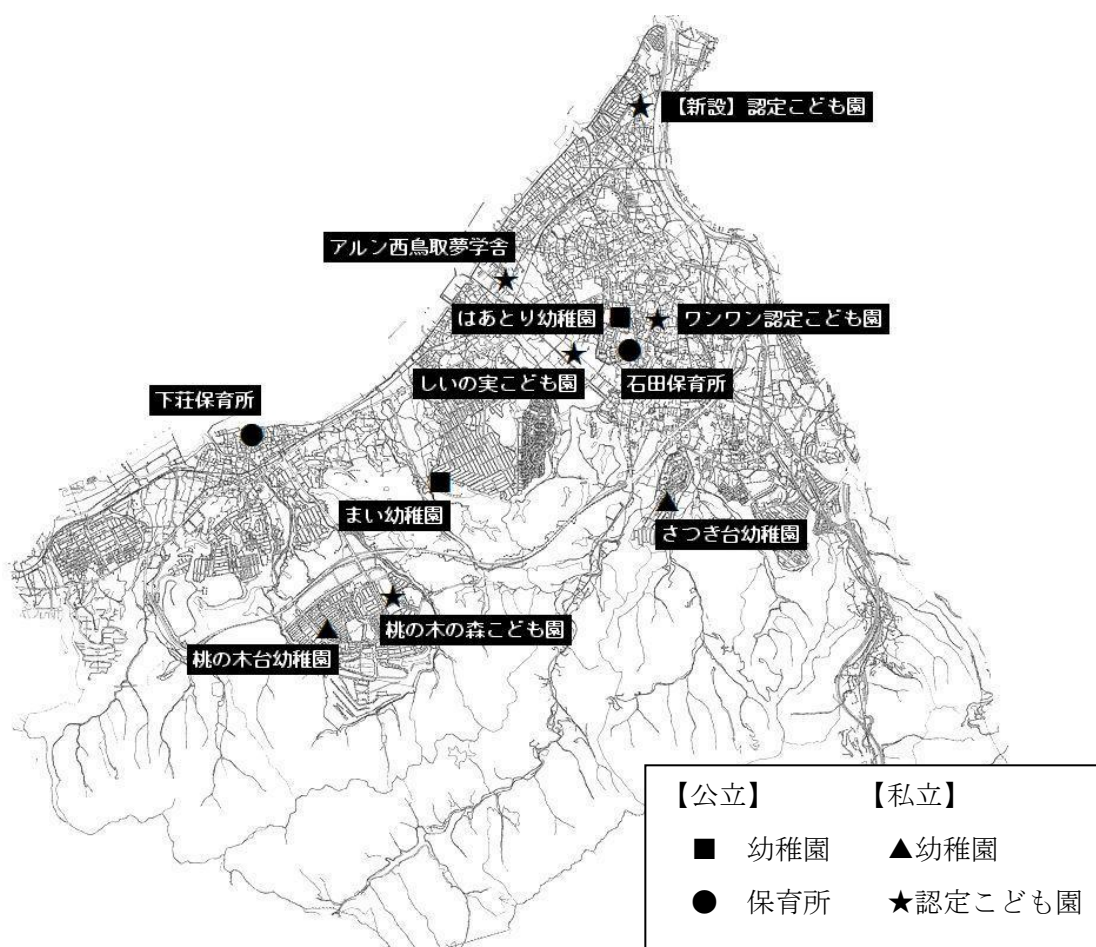 【新設】認定こども園
アルン西鳥取夢学舎
はあとり幼稚園
ワンワン認定こども園
しいの実こども園
石田保育所
下荘保育所
まい幼稚園
さつき台幼稚園
桃の木の森こども園
桃の木台幼稚園
【公立】 【私立】
■ 幼稚園 ▲幼稚園
● 保育所 ★認定こども園